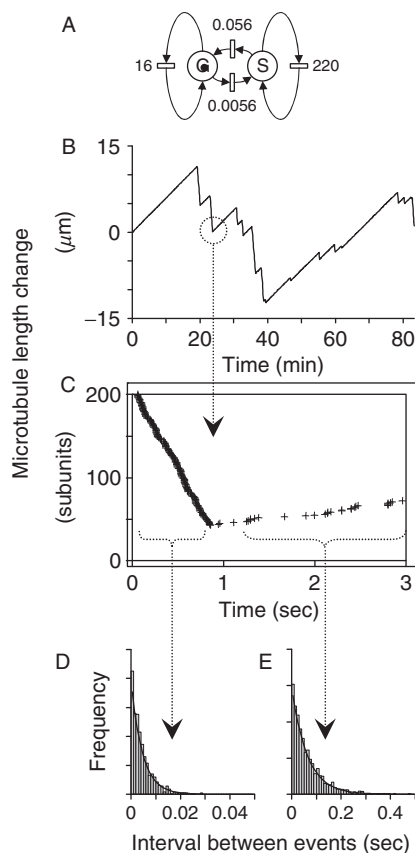 A
0.056
16
G
S
220
0.0056
B
15
0
−15
Microtubule length change
(μm)
0 20 40 60 80
Time (min)
C
200
100
0
(subunits)
0 1 2 3
Time (sec)
D
E
Frequency
0 0.02 0.04
0 0.2 0.4
Interval between events (sec)